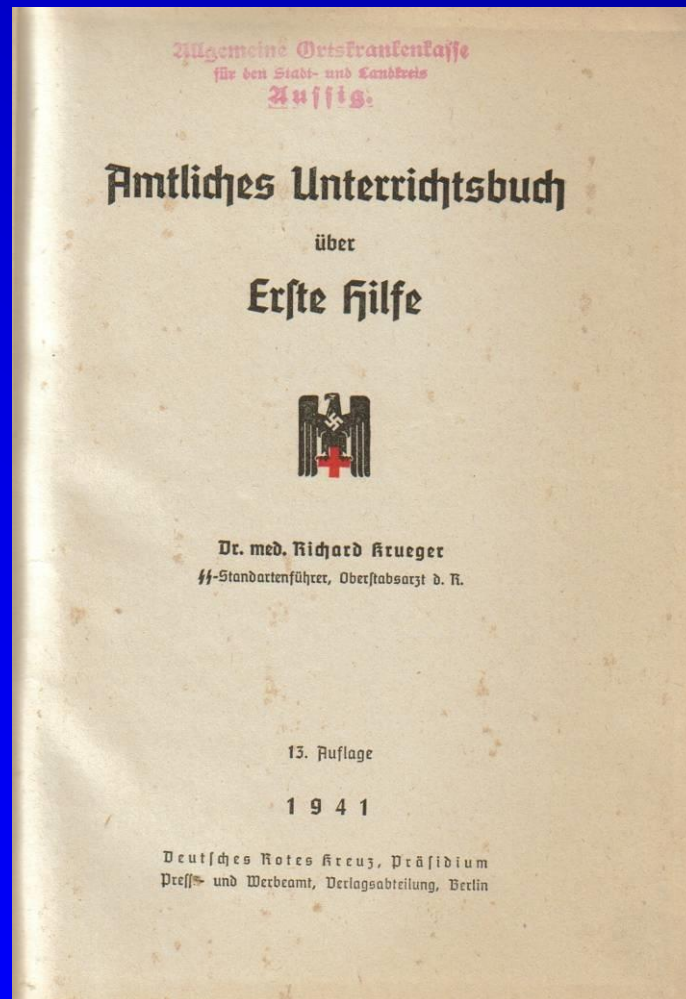 Allgemeine Ortskrankenkasse
für den Stadt- und Landkreis
Aussig.
Amtliches Unterrichtsbuch
über
Erste Hilfe
Dr. med. Richard Krueger
SS-Standartenführer, Oberstabsarzt d. R.
13. Auflage
1941
Deutsches Rotes Kreuz, Präsidium
Presse- und Werbeamt, Verlagsabteilung, Berlin